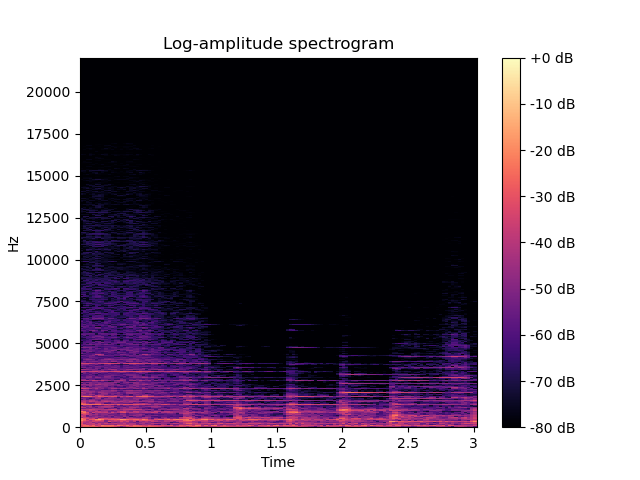 Log-amplitude spectrogram
Hz
20000
17500
15000
12500
10000
7500
5000
2500
0
0 0.5 1 1.5 2 2.5 3
Time
+0 dB
-10 dB
-20 dB
-30 dB
-40 dB
-50 dB
-60 dB
-70 dB
-80 dB